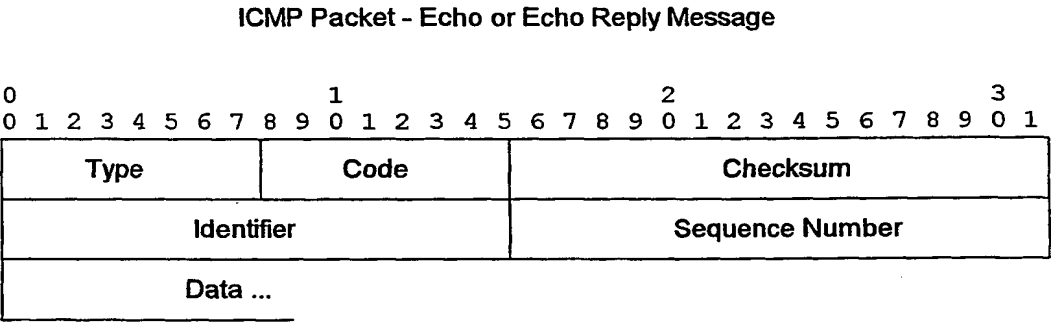 ICMP Packet - Echo or Echo Reply Message
0 1 2 3
0 1 2 3 4 5 6 7 8 9 0 1 2 3 4 5 6 7 8 9 0 1 2 3 4 5 6 7 8 9 0 1
Type Code Checksum
Identifier Sequence Number
Data ...